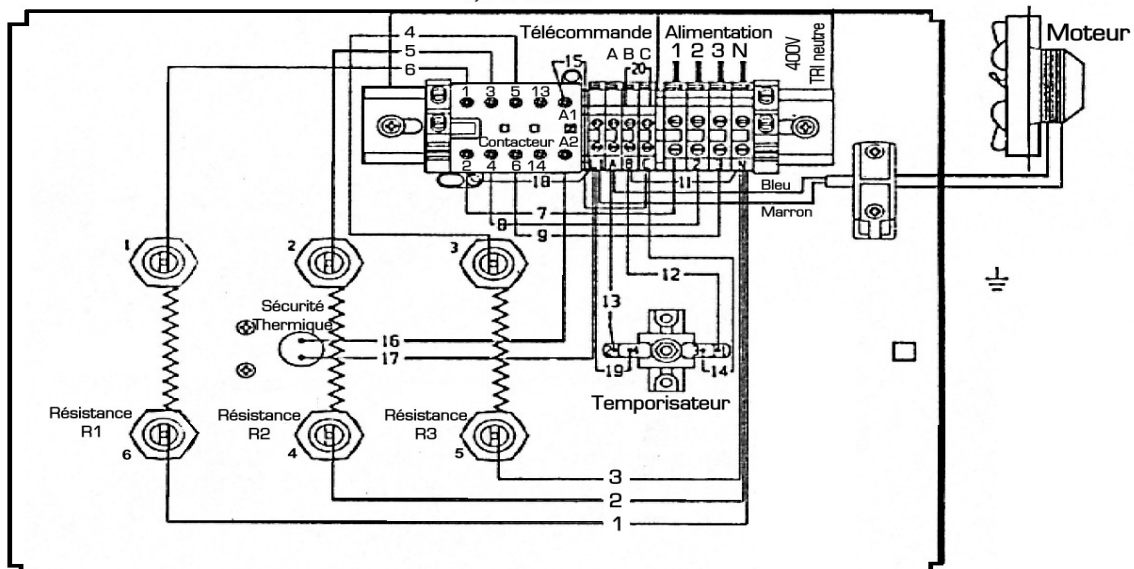 4
5
6
Télécommande
Alimentation
A B C
20
1 2 3 N
400V
TRI neutre
Moteur
15
1 3 5 13
A1
Contacteur A2
2 4 6 14
18
A B C
1 2 3 N
11
Bleu
Marron
7
8
9
1
2
3
12
13
Sécurité
Thermique
16
17
19
14
Temporisateur
Résistance
R1
Résistance
R2
Résistance
R3
6
4
5
3
2
1